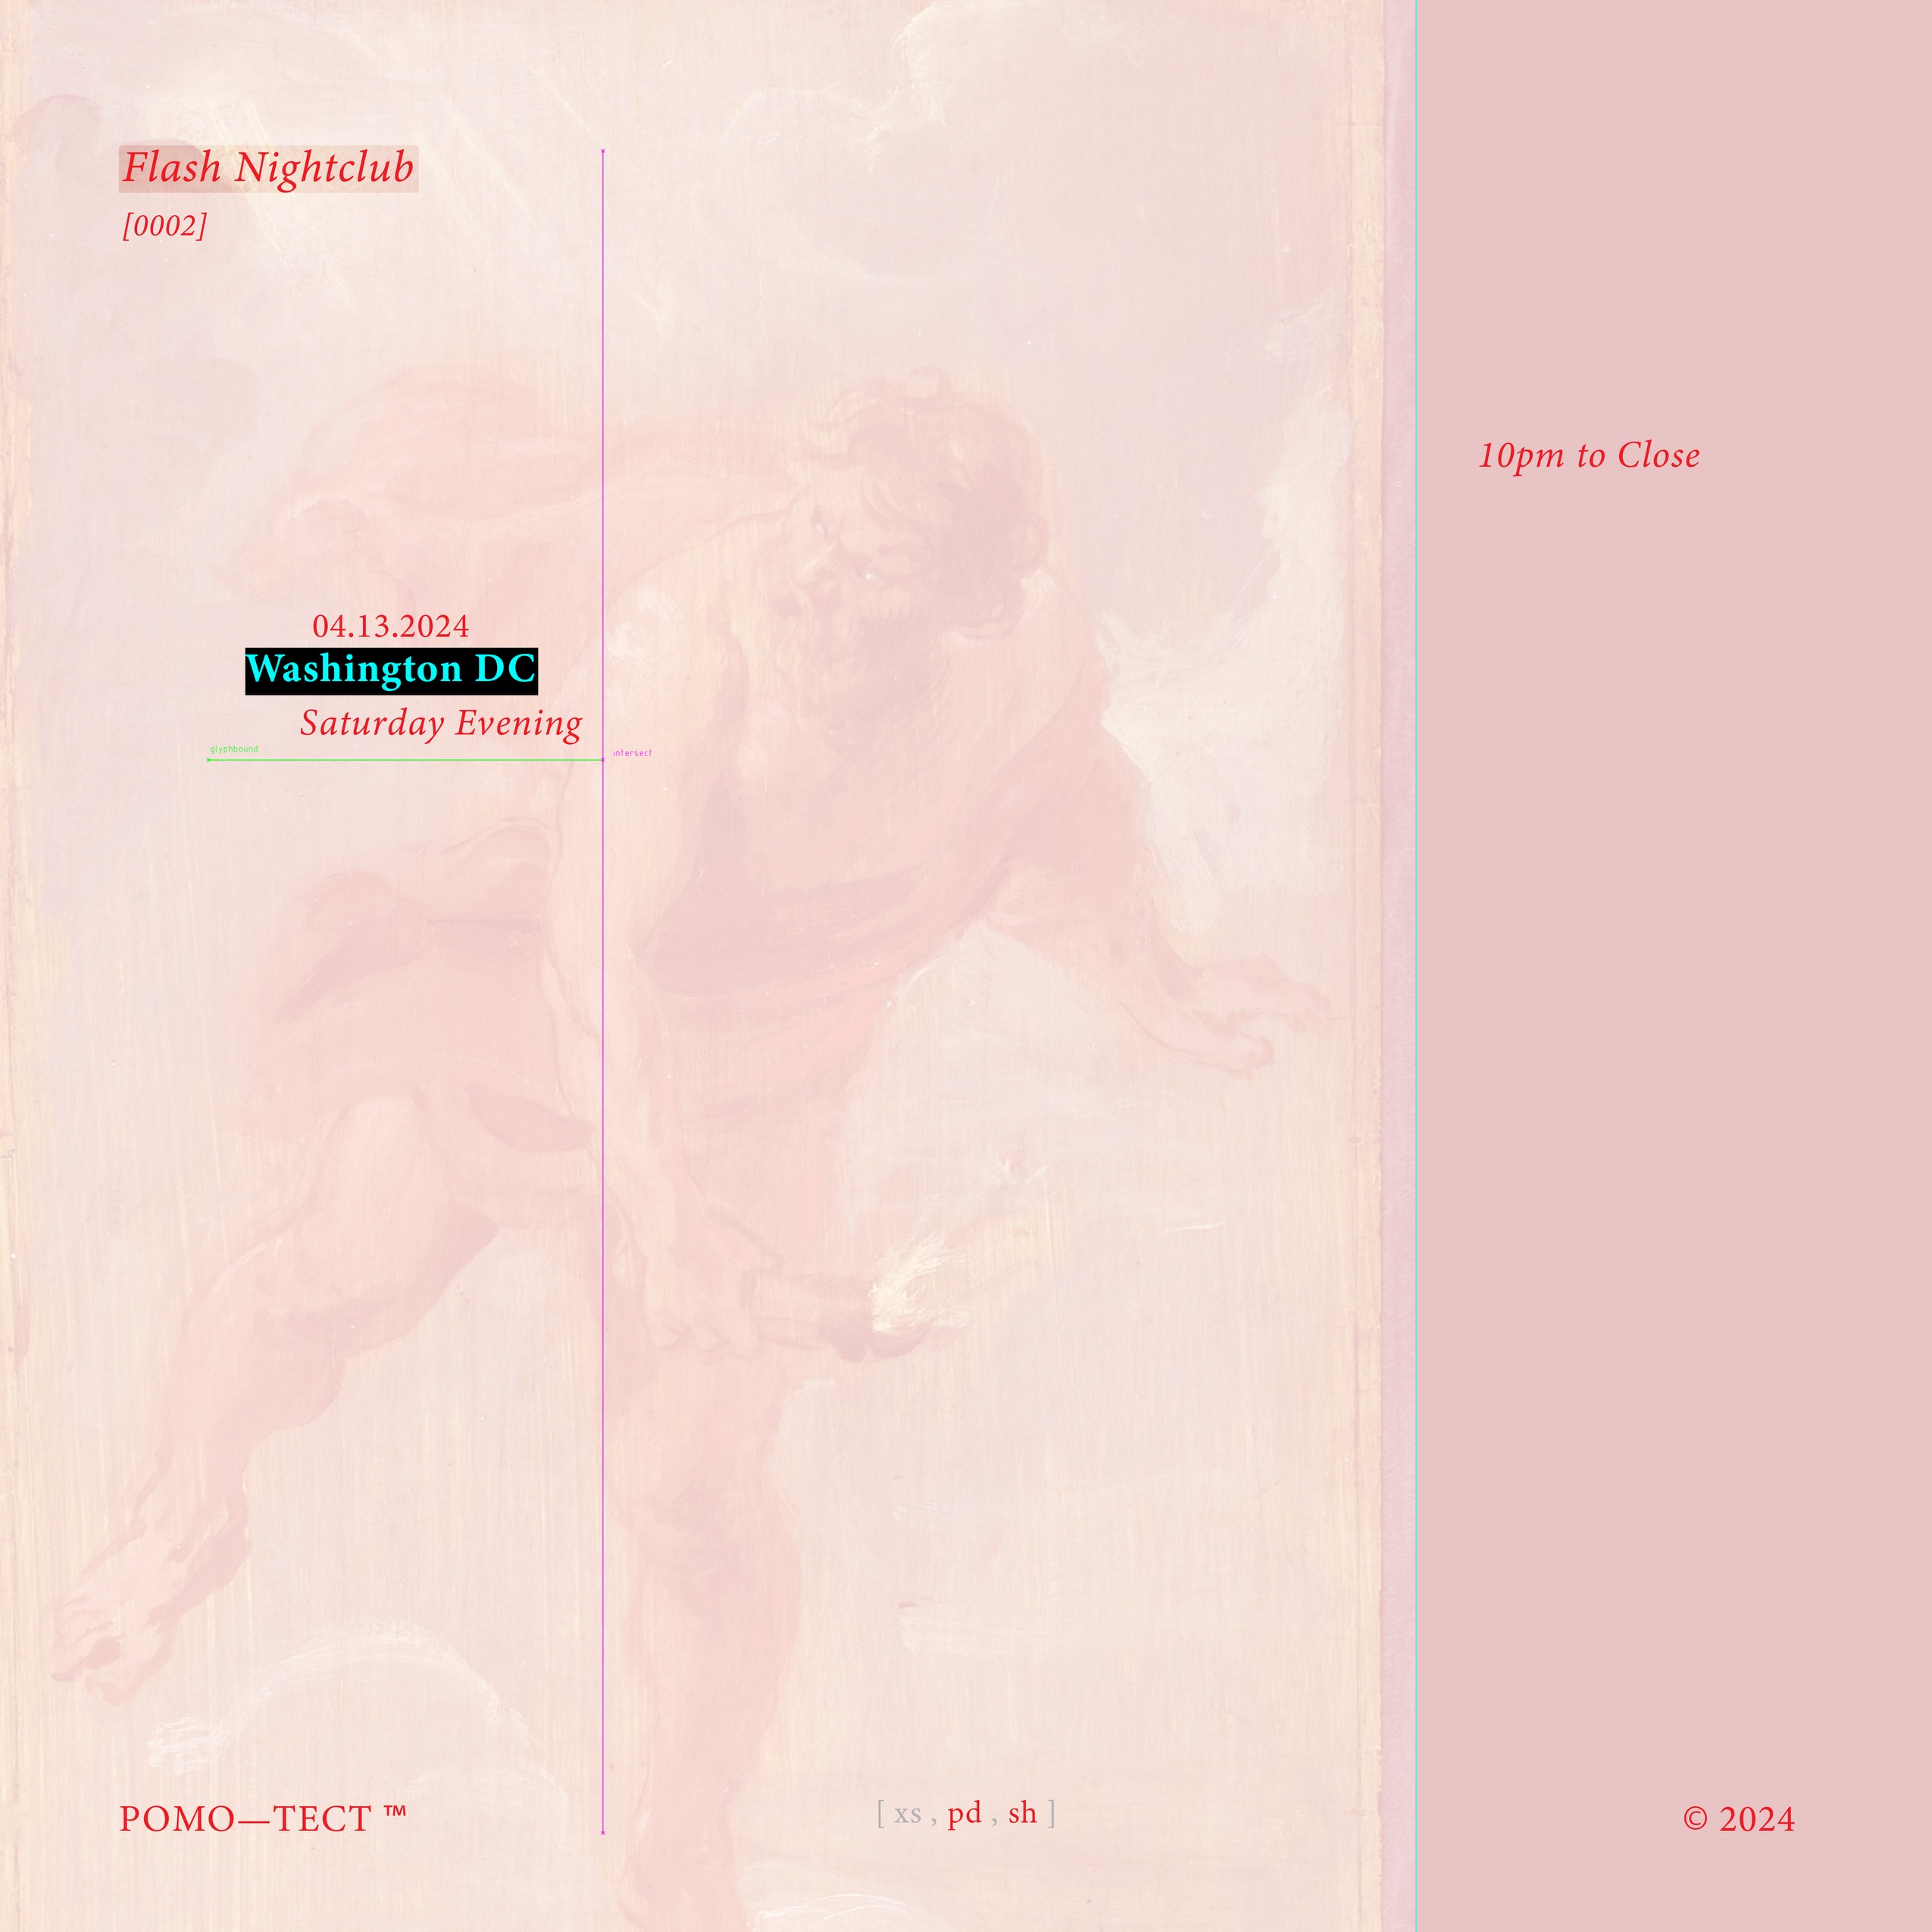 Flash Nightclub
[0002]
10pm to Close
04.13.2024
Washington DC
Saturday Evening
glyphbound
intersect
POMO—TECT ™
[ xs , pd , sh ]
© 2024